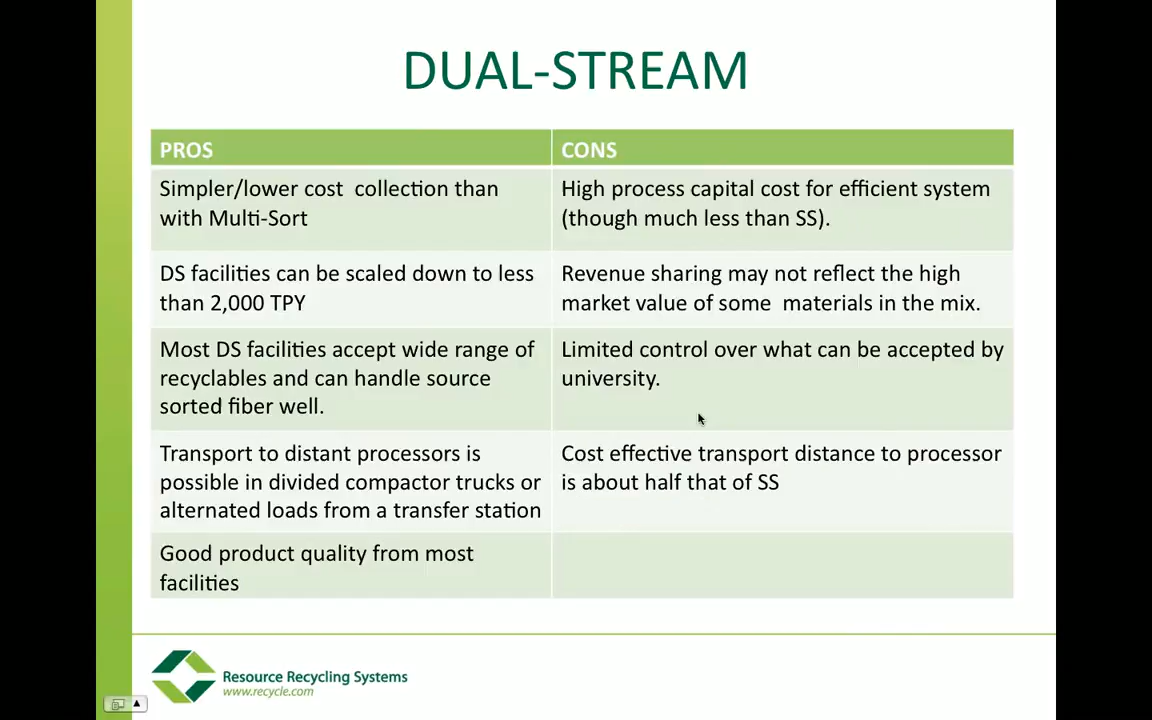 DUAL-STREAM
PROS
CONS
Simpler/lower cost collection than
with Multi-Sort
High process capital cost for efficient system
(though much less than SS).
DS facilities can be scaled down to less
than 2,000 TPY
Revenue sharing may not reflect the high
market value of some materials in the mix.
Most DS facilities accept wide range of
recyclables and can handle source
sorted fiber well.
Limited control over what can be accepted by
university.
Transport to distant processors is
possible in divided compactor trucks or
alternated loads from a transfer station
Cost effective transport distance to processor
is about half that of SS
Good product quality from most
facilities
Resource Recycling Systems
www.recycle.com